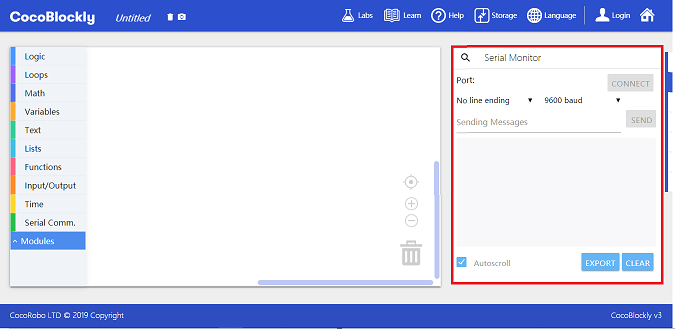 CocoBlockly Untitled Labs Learn Help Storage Language Login
Logic
Loops
Math
Variables
Text
Lists
Functions
Input/Output
Time
Serial Comm.
Modules
Serial Monitor
Port:
CONNECT
No line ending 9600 baud
Sending Messages
SEND
Autoscroll
EXPORT CLEAR
CocoRobo LTD © 2019 Copyright CocoBlockly v3